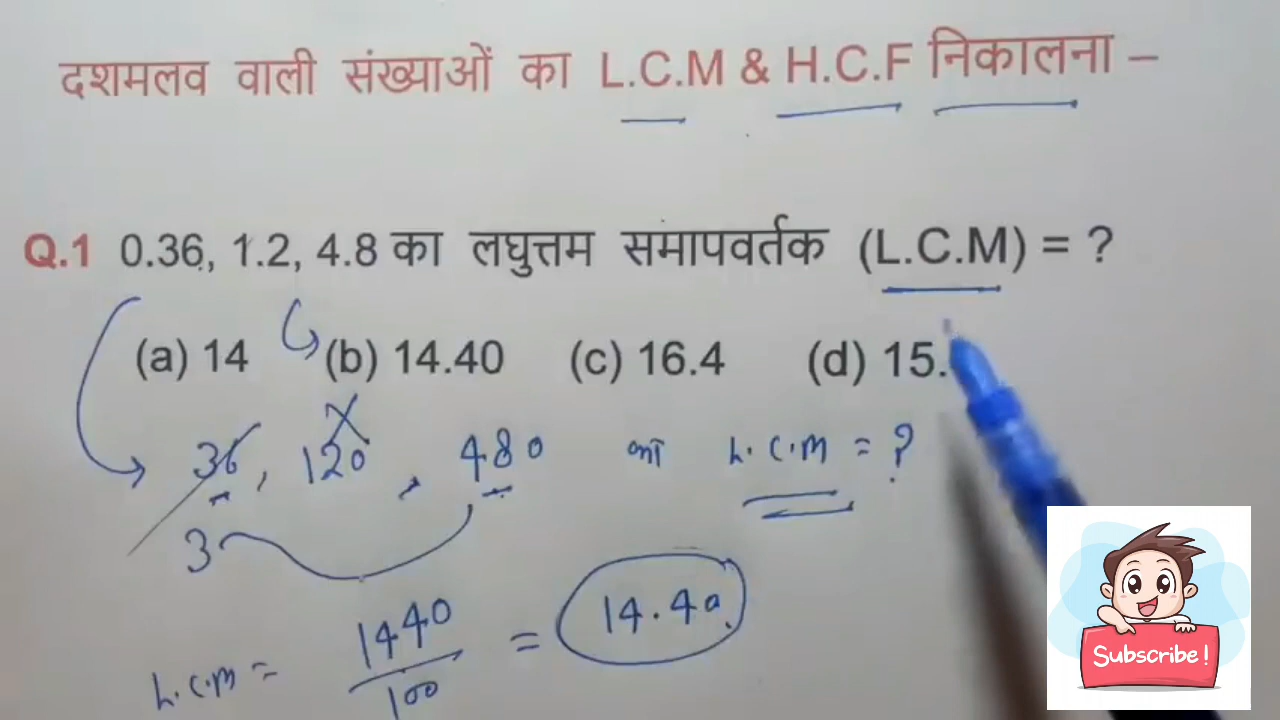 दशमलव वाली संख्याओं का L.C.M & H.C.F निकालना –
Q.1 0.36, 1.2, 4.8 का लघुत्तम समापवर्तक (L.C.M) = ?
(a) 14 (b) 14.40 (c) 16.4 (d) 15.
36, 120, 480 का L.C.M = ?
3
L.C.M = 1440/100 = 14.40
Subscribe!